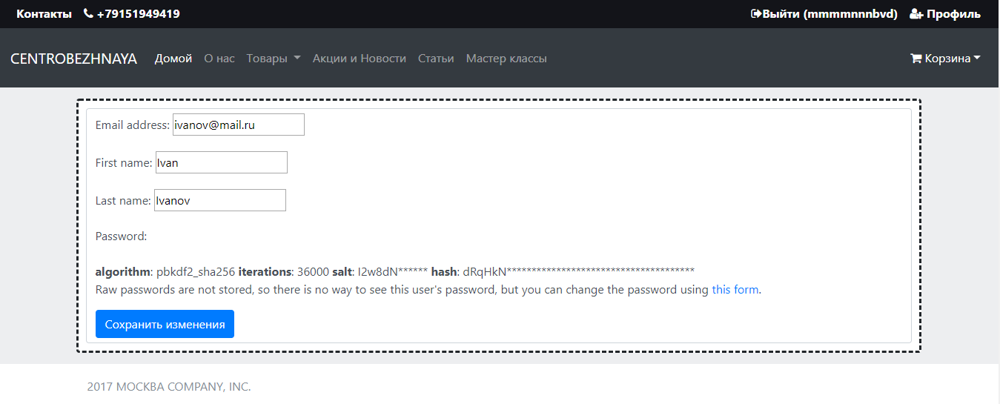 Контакты +79151949419 Выйти (mmmmnnnbvd) Профиль
CENTROBEZHNAYA Домой О нас Товары Акции и Новости Статьи Мастер классы Корзина
Email address: ivanov@mail.ru
First name: Ivan
Last name: Ivanov
Password:
algorithm: pbkdf2_sha256 iterations: 36000 salt: I2w8dN****** hash: dRqHkN**************************************
Raw passwords are not stored, so there is no way to see this user's password, but you can change the password using this form.
Сохранить изменения
2017 МОСКВА COMPANY, INC.